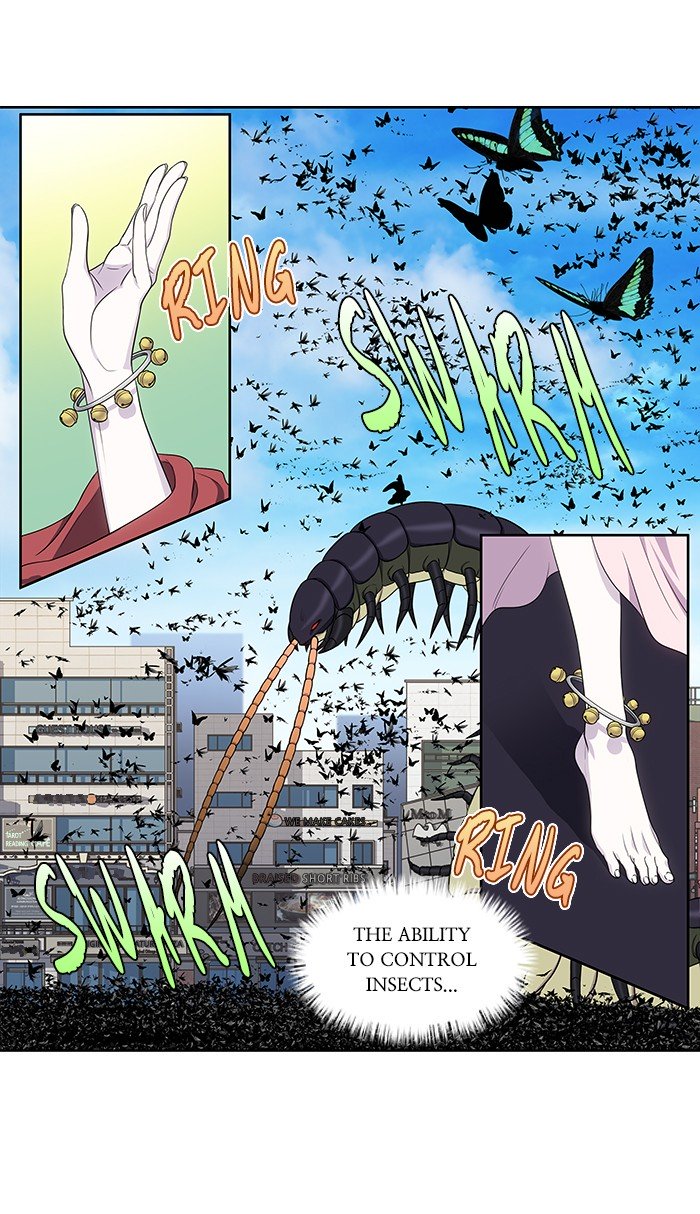 RING
SWARM
WE MAKE CAKES
TAROT
READING CAFE
BRAISED SHORT RIBS
RING
SWARM
THE ABILITY
TO CONTROL
INSECTS...